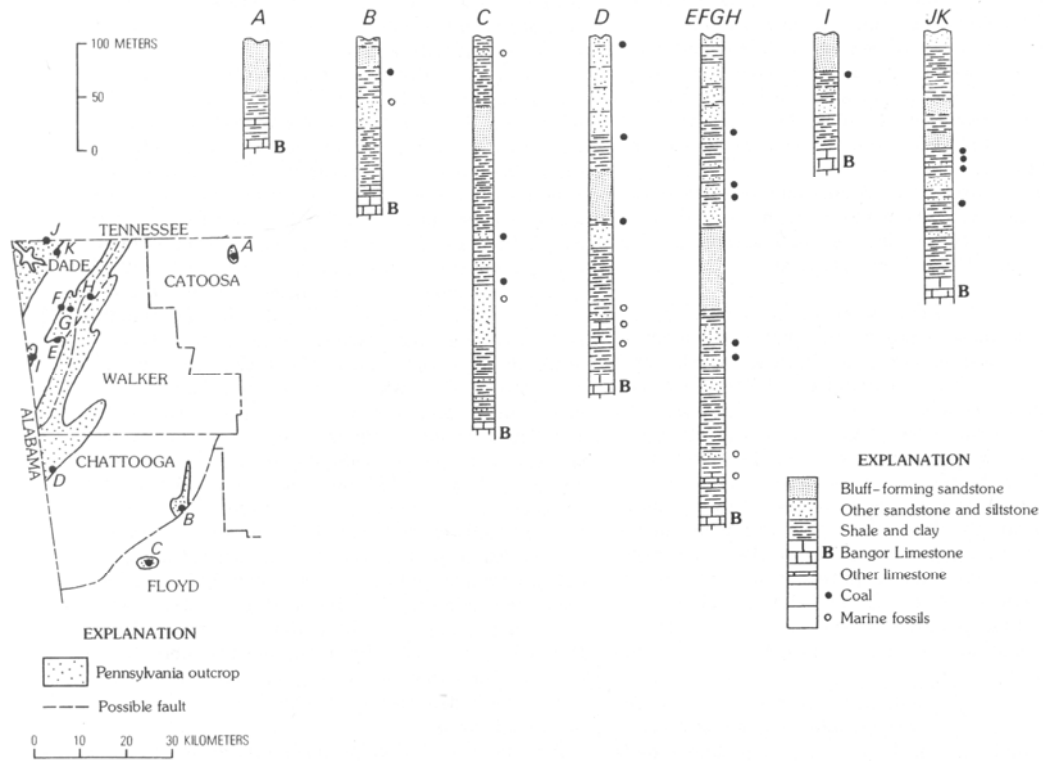 A B C D EFGH I JK
100 METERS
50
0
B
B
B
B
B
B
B
J TENNESSEE
K
DADE
A
CATOOSA
F
H
G
E
I
WALKER
ALABAMA
CHATTOOGA
D
B
C
FLOYD
EXPLANATION
Pennsylvania outcrop
Possible fault
0 10 20 30 KILOMETERS
EXPLANATION
Bluff-forming sandstone
Other sandstone and siltstone
Shale and clay
B Bangor Limestone
Other limestone
Coal
Marine fossils